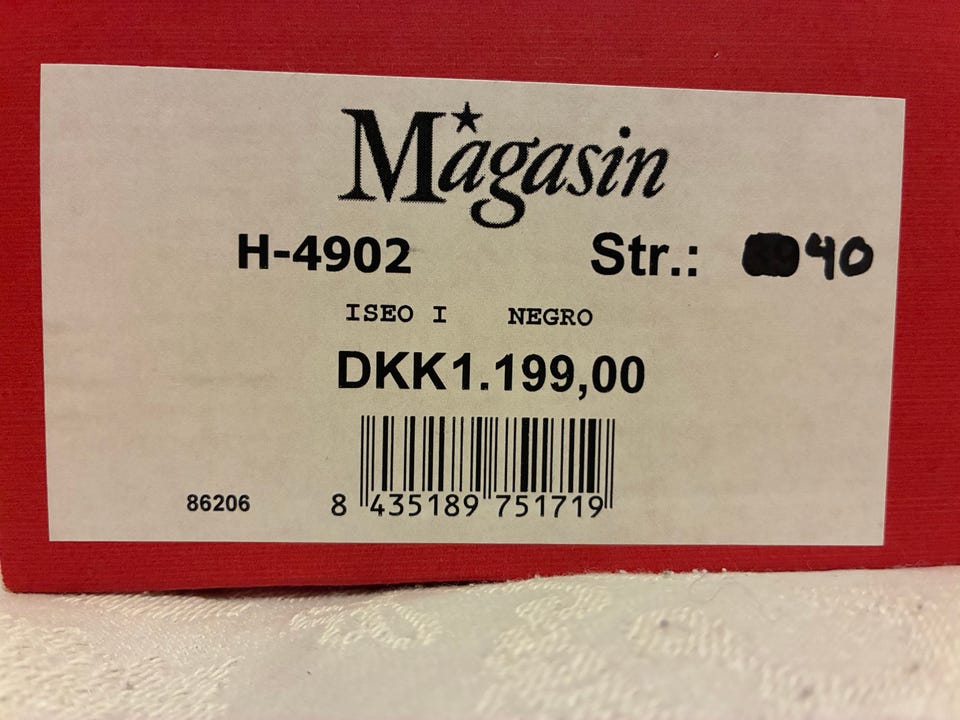 Magasin
H-4902 Str.: 40
ISEO I NEGRO
DKK1.199,00
86206 8 435189 751719